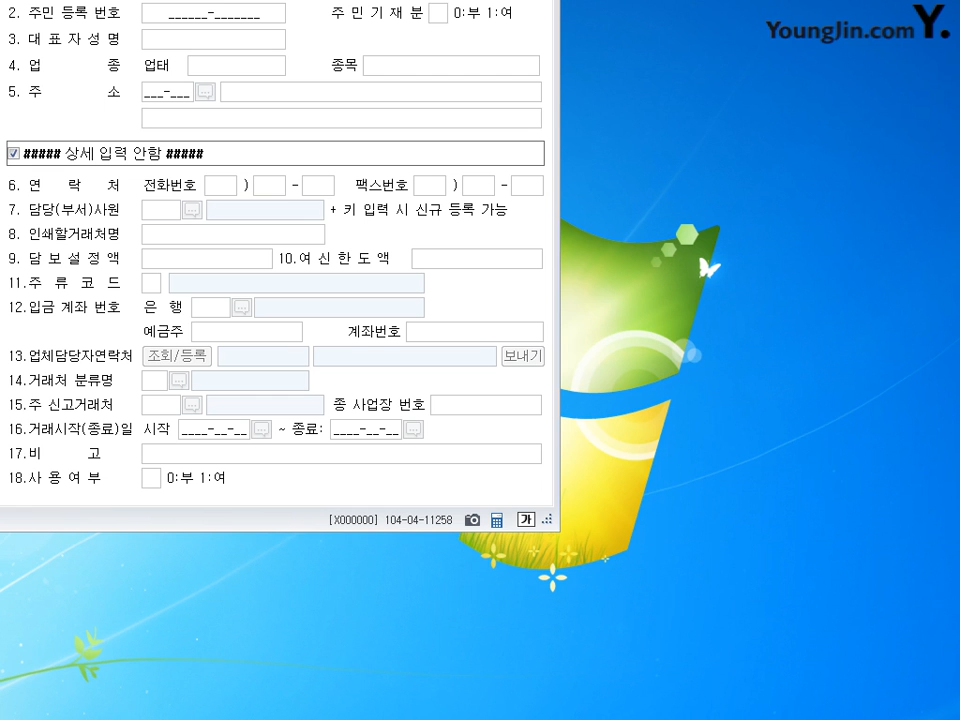 YoungJin.com Y.
2. 주민 등록 번호 ______-_______ 주 민 기 재 분 0:부 1:여
3. 대 표 자 성 명
4. 업 종 업태 종목
5. 주 소 ___-___
##### 상세 입력 안함 #####
6. 연 락 처 전화번호 ) - 팩스번호 ) -
7. 담당(부서)사원 + 키 입력 시 신규 등록 가능
8. 인쇄할거래처명
9. 담 보 설 정 액 10.여 신 한 도 액
11.주 류 코 드
12.입금 계좌 번호 은 행
예금주 계좌번호
13.업체담당자연락처 조회/등록 보내기
14.거래처 분류명
15.주 신고거래처 종 사업장 번호
16.거래시작(종료)일 시작 ____-__-__ ~ 종료: ____-__-__
17.비 고
18.사 용 여 부 0:부 1:여
[X000000] 104-04-11258 가